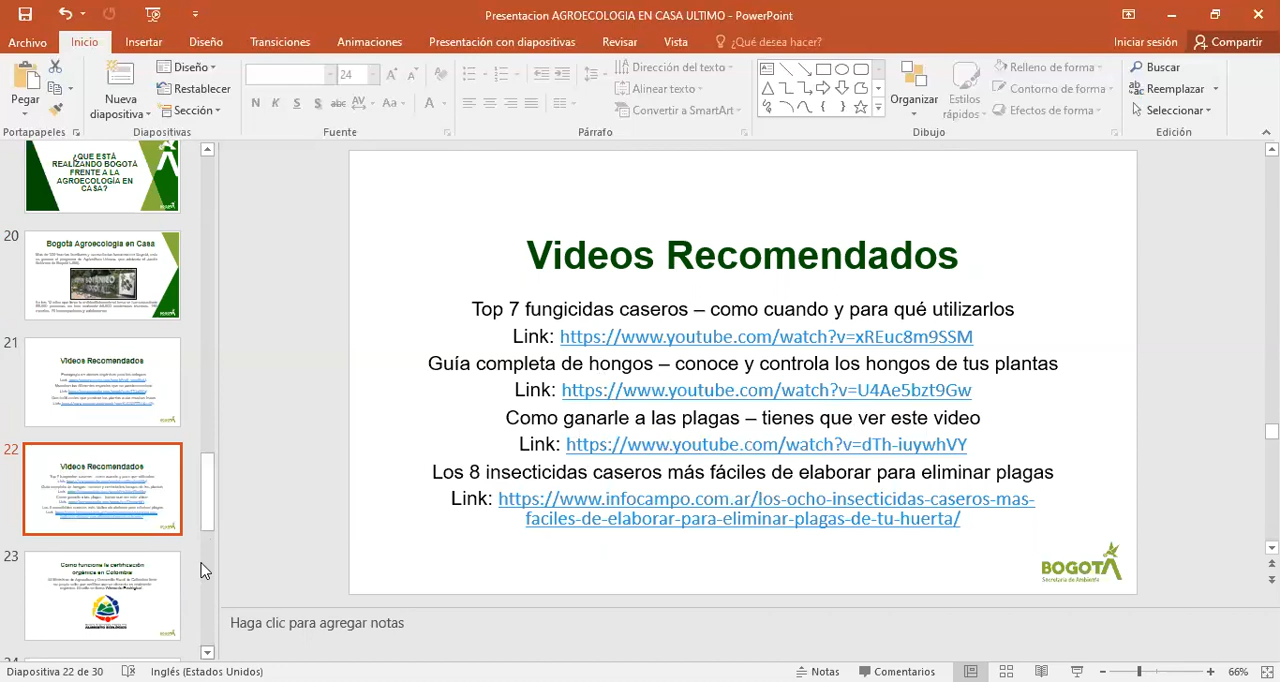 Presentacion AGROECOLOGIA EN CASA ULTIMO - PowerPoint
Archivo
Inicio
Insertar
Diseño
Transiciones
Animaciones
Presentación con diapositivas
Revisar
Vista
¿Qué desea hacer?
Iniciar sesión
Compartir
Pegar
Portapapeles
Nueva
diapositiva
Diseño
Restablecer
Sección
Diapositivas
24
N K S S abc AV Aa A
Fuente
Dirección del texto
Alinear texto
Convertir a SmartArt
Párrafo
Organizar
Estilos
rápidos
Relleno de forma
Contorno de forma
Efectos de forma
Dibujo
Buscar
Reemplazar
Seleccionar
Edición
¿QUE ESTÁ
REALIZANDO BOGOTÁ
FRENTE A LA
AGROECOLOGÍA EN
CASA?
20
Bogotá Agroecología en Casa
21
Videos Recomendados
22
Videos Recomendados
23
Como funciona la certificación
orgánica en Colombia
Videos Recomendados
Top 7 fungicidas caseros – como cuando y para qué utilizarlos
Link: https://www.youtube.com/watch?v=xREuc8m9SSM
Guía completa de hongos – conoce y controla los hongos de tus plantas
Link: https://www.youtube.com/watch?v=U4Ae5bzt9Gw
Como ganarle a las plagas – tienes que ver este video
Link: https://www.youtube.com/watch?v=dTh-iuywhVY
Los 8 insecticidas caseros más fáciles de elaborar para eliminar plagas
Link: https://www.infocampo.com.ar/los-ocho-insecticidas-caseros-mas-
faciles-de-elaborar-para-eliminar-plagas-de-tu-huerta/
BOGOTÁ
Secretaría de Ambiente
Haga clic para agregar notas
Diapositiva 22 de 30
Inglés (Estados Unidos)
Notas
Comentarios
66%